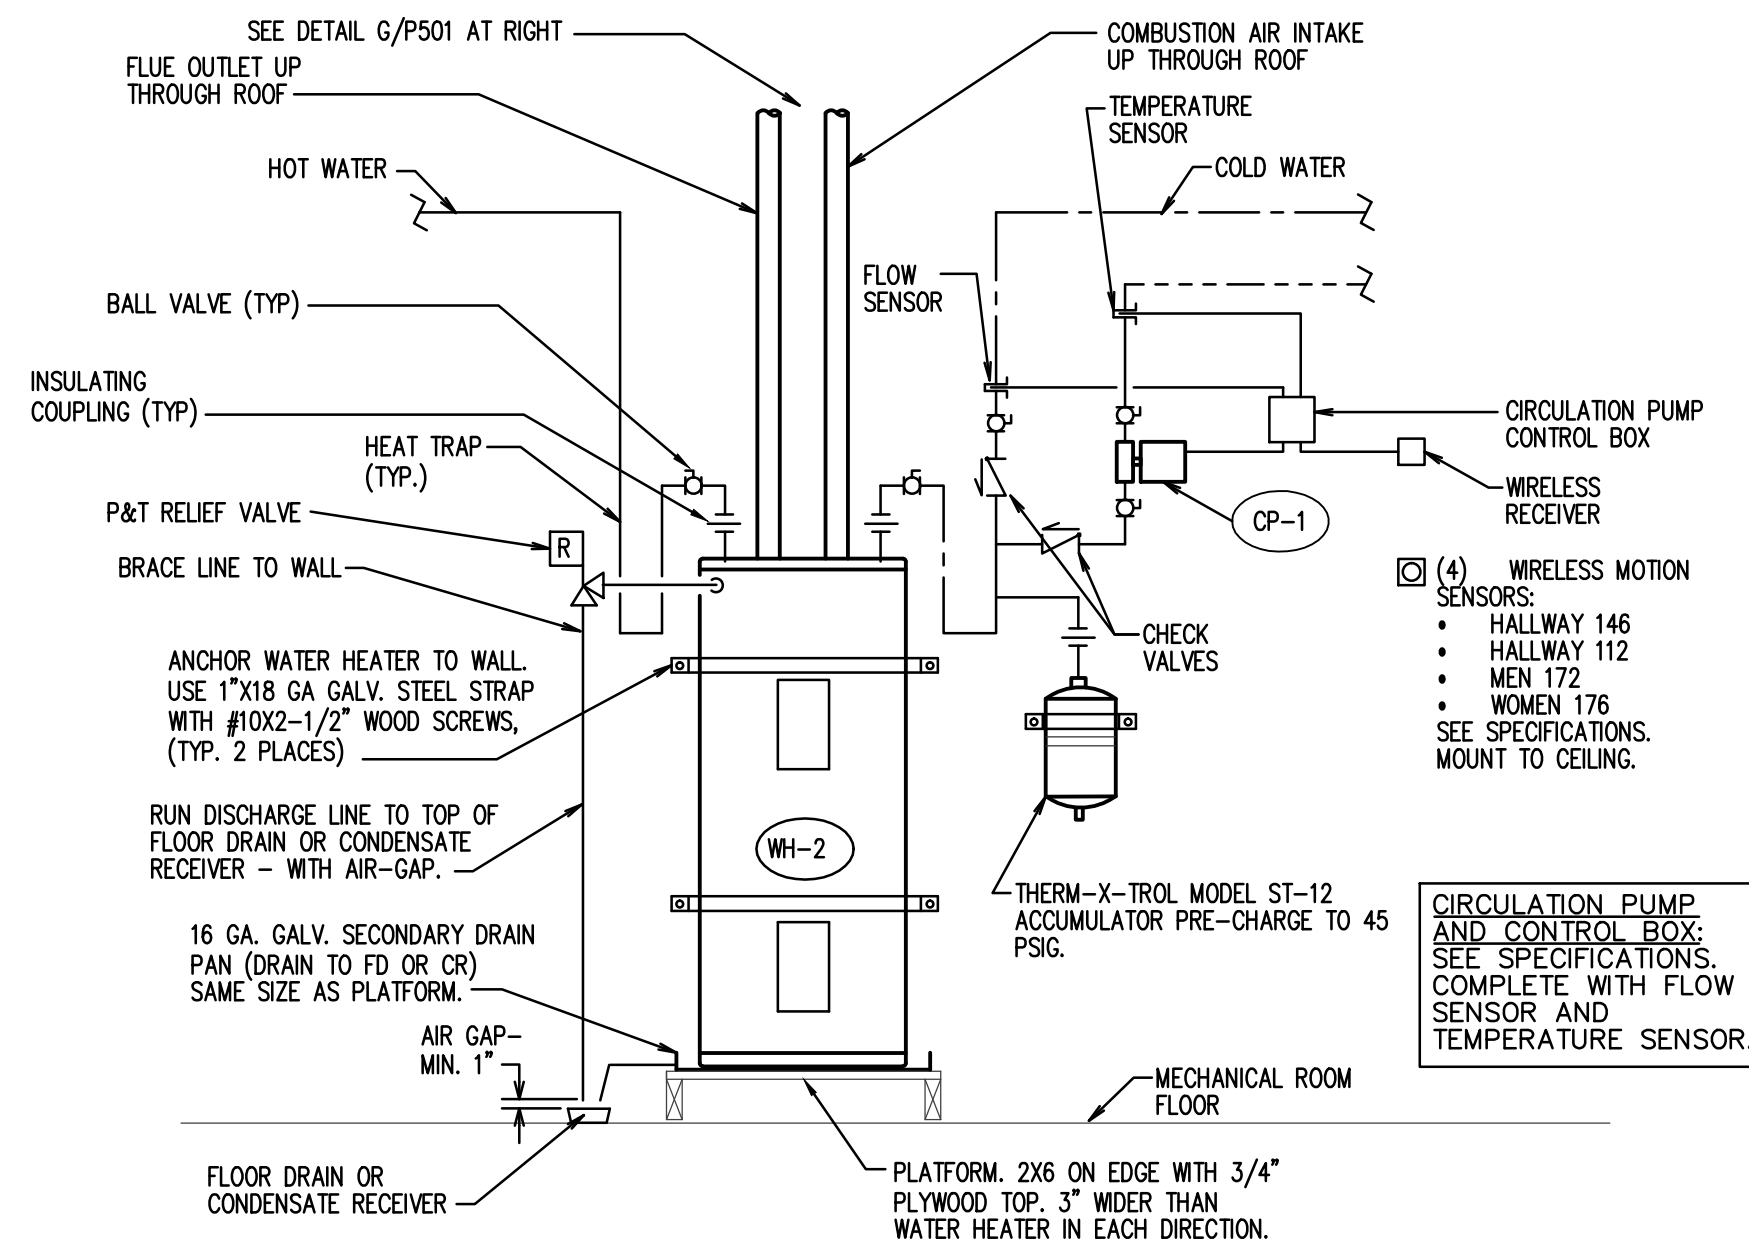 SEE DETAIL G/P501 AT RIGHT
FLUE OUTLET UP
THROUGH ROOF
HOT WATER
BALL VALVE (TYP)
INSULATING
COUPLING (TYP)
HEAT TRAP
(TYP.)
P&T RELIEF VALVE
R
BRACE LINE TO WALL
ANCHOR WATER HEATER TO WALL.
USE 1"X18 GA GALV. STEEL STRAP
WITH #10X2-1/2" WOOD SCREWS,
(TYP. 2 PLACES)
RUN DISCHARGE LINE TO TOP OF
FLOOR DRAIN OR CONDENSATE
RECEIVER - WITH AIR-GAP.
16 GA. GALV. SECONDARY DRAIN
PAN (DRAIN TO FD OR CR)
SAME SIZE AS PLATFORM.
AIR GAP-
MIN. 1"
FLOOR DRAIN OR
CONDENSATE RECEIVER
WH-2
COMBUSTION AIR INTAKE
UP THROUGH ROOF
TEMPERATURE
SENSOR
COLD WATER
FLOW
SENSOR
CIRCULATION PUMP
CONTROL BOX
WIRELESS
RECEIVER
CP-1
(4) WIRELESS MOTION
SENSORS:
• HALLWAY 146
• HALLWAY 112
• MEN 172
• WOMEN 176
SEE SPECIFICATIONS.
MOUNT TO CEILING.
CHECK
VALVES
THERM-X-TROL MODEL ST-12
ACCUMULATOR PRE-CHARGE TO 45
PSIG.
CIRCULATION PUMP
AND CONTROL BOX:
SEE SPECIFICATIONS.
COMPLETE WITH FLOW
SENSOR AND
TEMPERATURE SENSOR.
MECHANICAL ROOM
FLOOR
PLATFORM. 2X6 ON EDGE WITH 3/4"
PLYWOOD TOP. 3" WIDER THAN
WATER HEATER IN EACH DIRECTION.